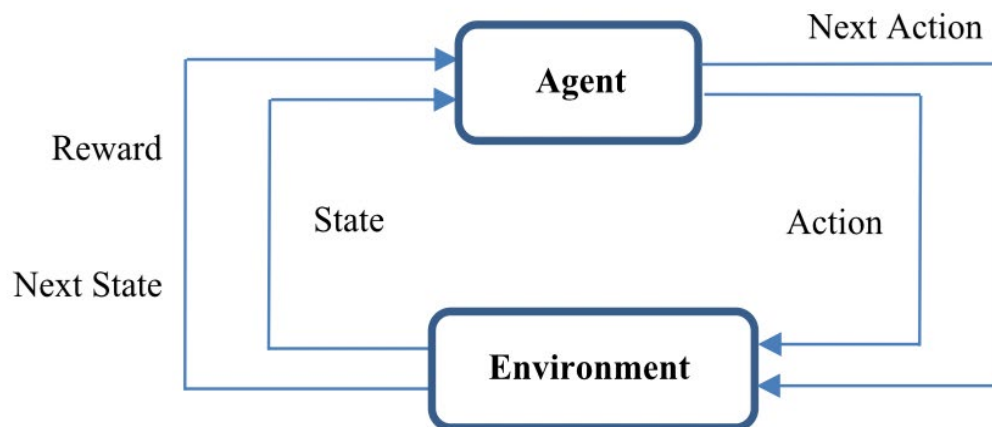 Next Action
Agent
Reward
State
Action
Next State
Environment